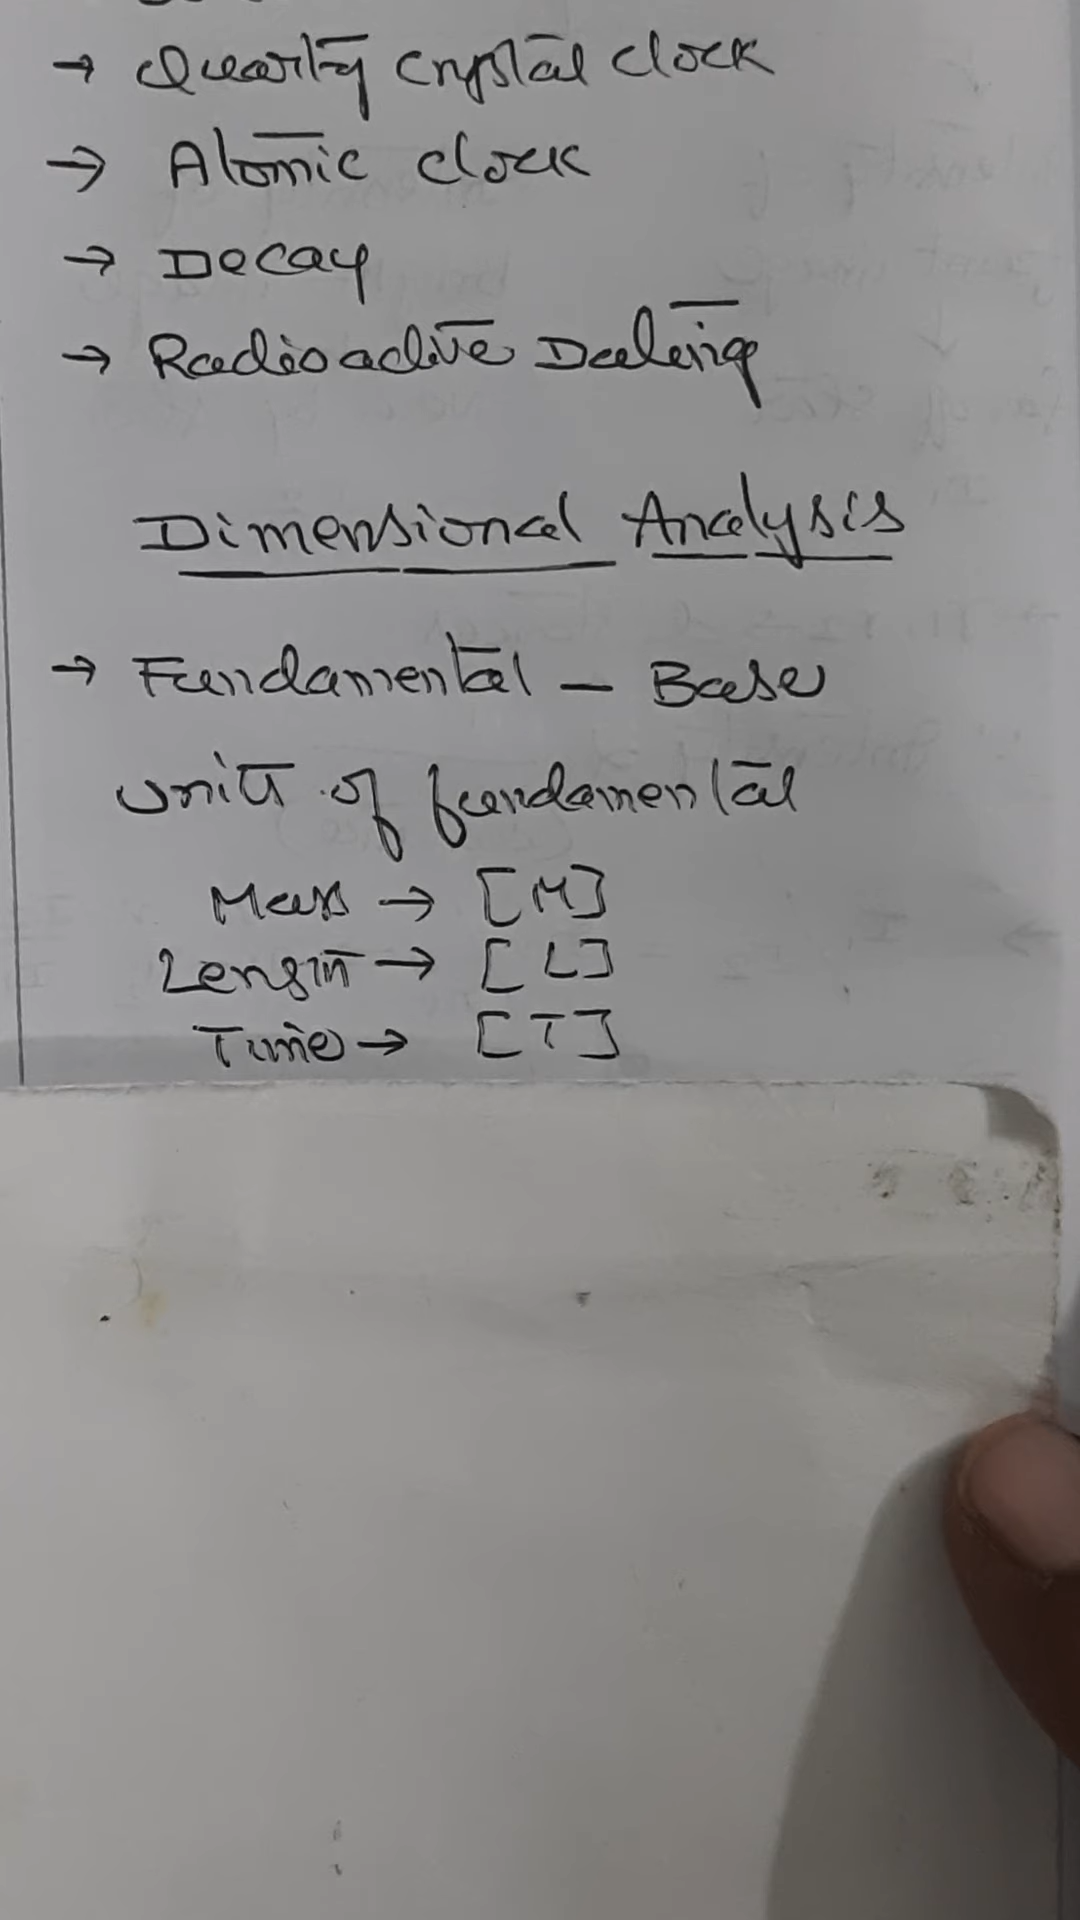 → Quartz crystal clock
→ Atomic clock
→ Decay
→ Radioactive Dating
Dimensional Analysis
→ Fundamental - Base
units of fundamental
Mass → [M]
Length → [L]
Time → [T]